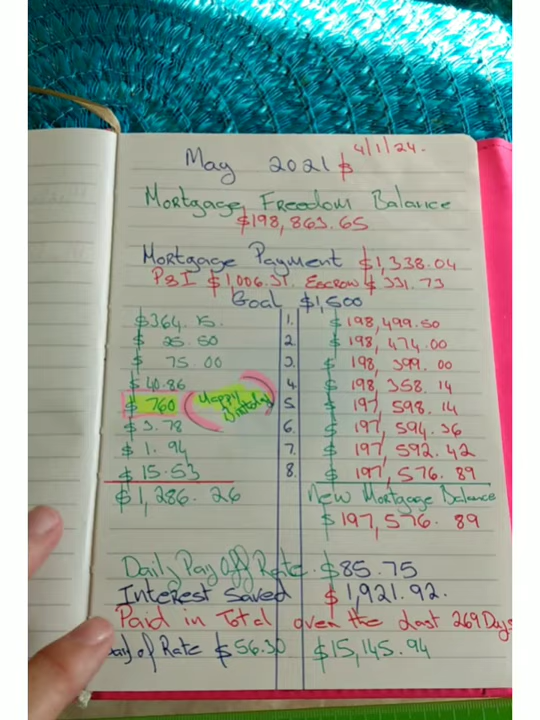 May 2021 $ 4/1/24.
Mortgage Freedom Balance
$198,863.65
Mortgage Payment $1,338.04
P&I $1,006.31. Escrow $331.73
Goal $1,500
$364.15. 1. $198,499.50
$ 25.50 2. $198,474.00
$ 75.00 3. $198,399.00
$40.86 4. $198,358.14
$ 760 Happy Birthday 5 $197,598.14
$3.78 6. $197,594.36
$1.94 7. $197,592.42
$15.53 8. $197,576.89
$1,286.26 New Mortgage Balance
$197,576.89
Daily Pay Off Rate. $85.75
Interest Saved $1,921.92.
Paid in Total over the Last 269 Days
of Rate $56.30 $15,145.94